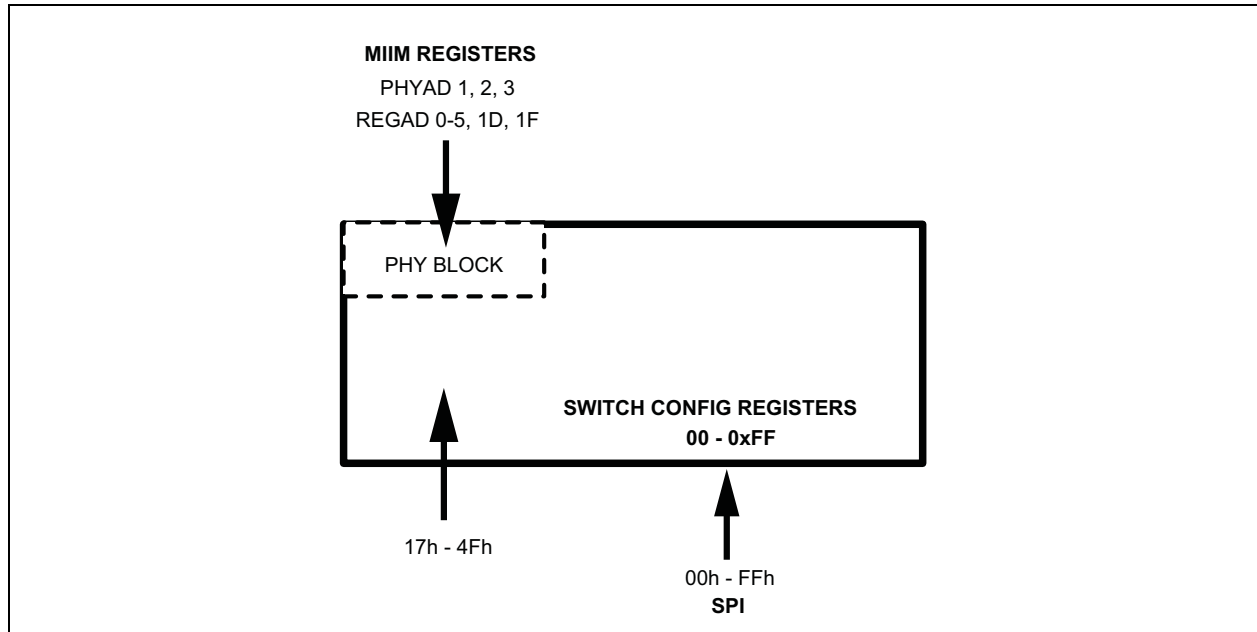 MIIM REGISTERS
PHYAD 1, 2, 3
REGAD 0-5, 1D, 1F
PHY BLOCK
SWITCH CONFIG REGISTERS
00 - 0xFF
17h - 4Fh
00h - FFh
SPI